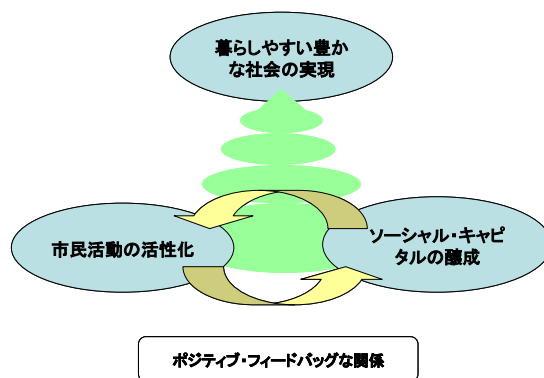 暮らしやすい豊か
な社会の実現
市民活動の活性化
ソーシャル・キャピ
タルの醸成
ポジティブ・フィードバッグな関係